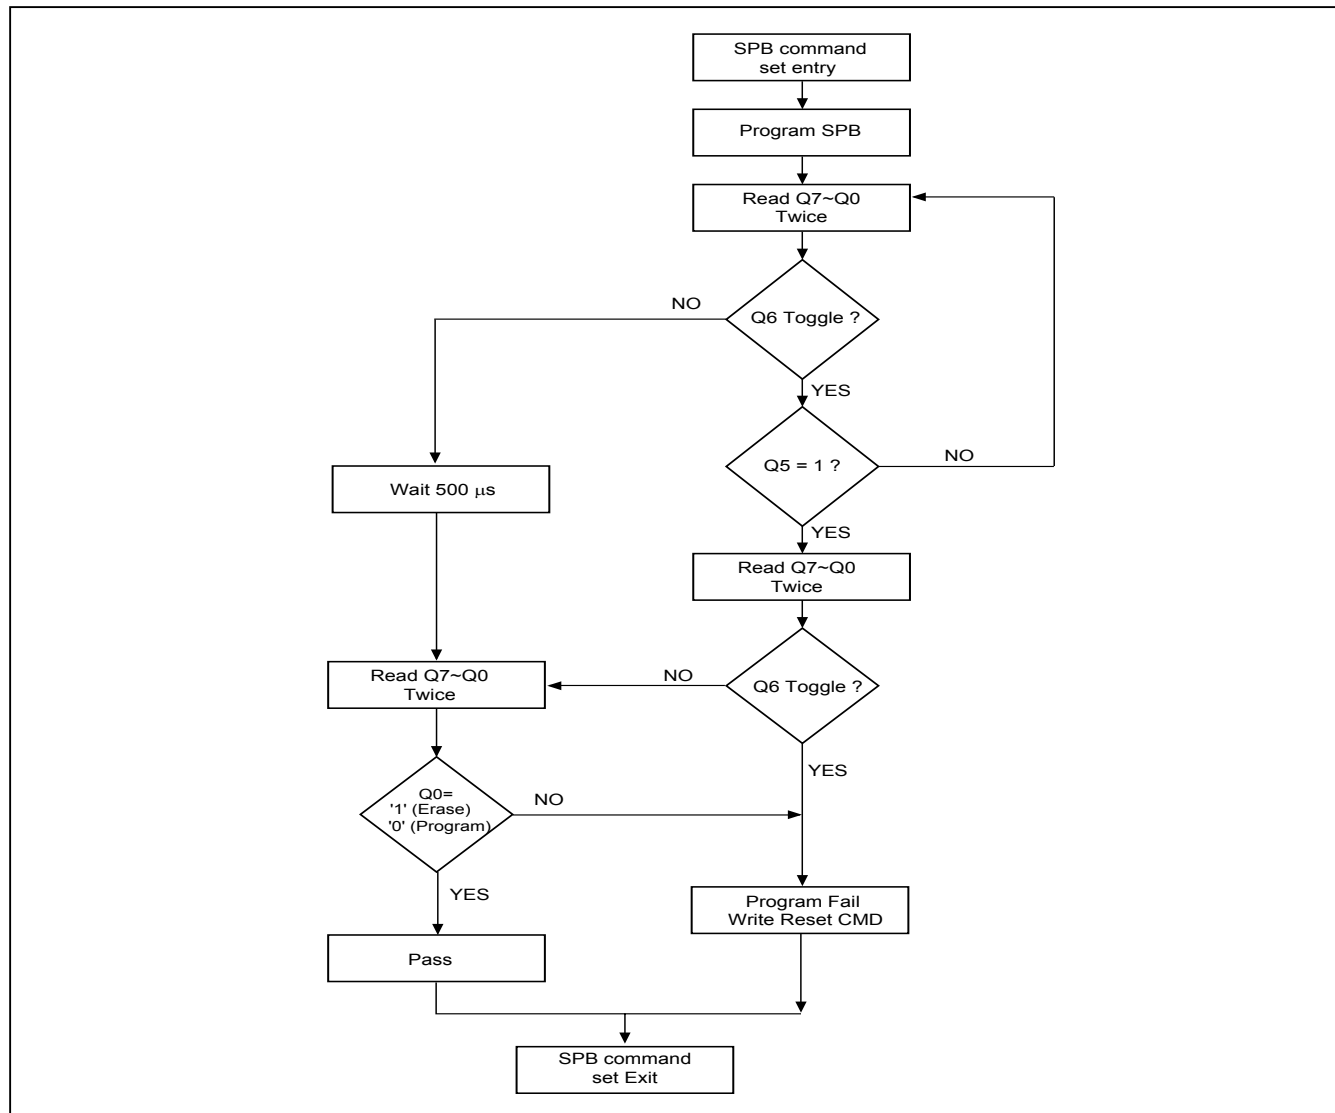 SPB command
set entry
Program SPB
Read Q7~Q0
Twice
Q6 Toggle ?
NO
YES
Q5 = 1 ?
NO
Wait 500 μs
YES
Read Q7~Q0
Twice
Read Q7~Q0
Twice
NO
Q6 Toggle ?
YES
Q0=
'1' (Erase)
'0' (Program)
NO
YES
Program Fail
Write Reset CMD
Pass
SPB command
set Exit